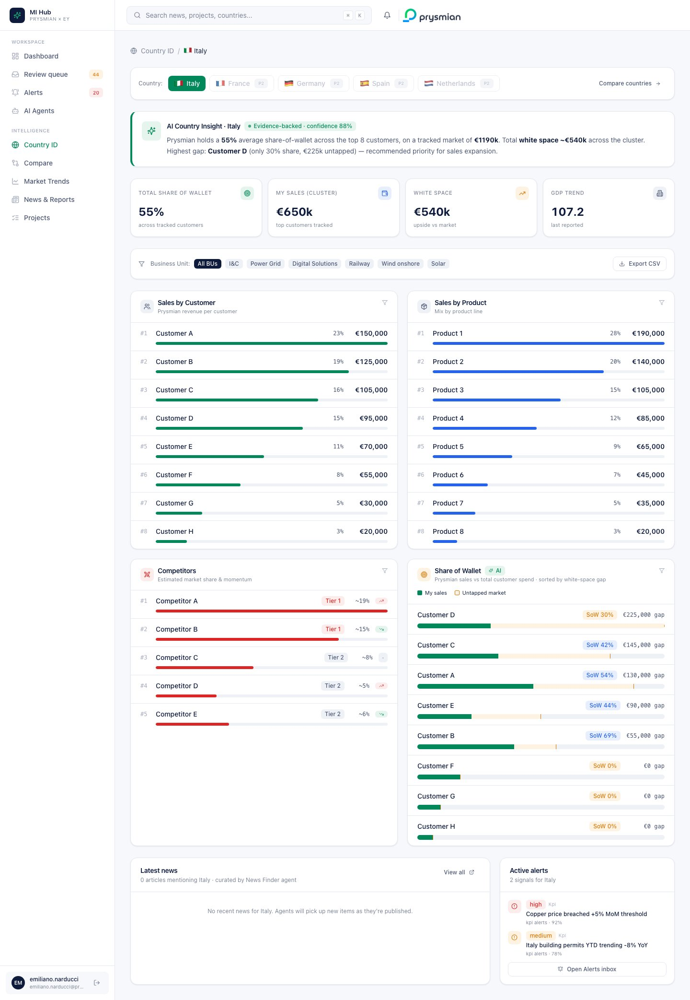 MI Hub
PRYSMIAN × EY
Search news, projects, countries...
⌘ K
prysmian
WORKSPACE
Dashboard
Review queue 44
Alerts 20
AI Agents
INTELLIGENCE
Country ID
Compare
Market Trends
News & Reports
Projects
Country ID / Italy
Country: Italy France P2 Germany P2 Spain P2 Netherlands P2 Compare countries →
AI Country Insight · Italy Evidence-backed · confidence 88%
Prysmian holds a 55% average share-of-wallet across the top 8 customers, on a tracked market of €1190k. Total white space ~€540k across the cluster.
Highest gap: Customer D (only 30% share, €225k untapped) — recommended priority for sales expansion.
TOTAL SHARE OF WALLET
55%
across tracked customers
MY SALES (CLUSTER)
€650k
top customers tracked
WHITE SPACE
€540k
upside vs market
GDP TREND
107.2
last reported
Business Unit: All BUs I&C Power Grid Digital Solutions Railway Wind onshore Solar Export CSV
Sales by Customer
Prysmian revenue per customer
#1 Customer A 23% €150,000
#2 Customer B 19% €125,000
#3 Customer C 16% €105,000
#4 Customer D 15% €95,000
#5 Customer E 11% €70,000
#6 Customer F 8% €55,000
#7 Customer G 5% €30,000
#8 Customer H 3% €20,000
Sales by Product
Mix by product line
#1 Product 1 28% €190,000
#2 Product 2 20% €140,000
#3 Product 3 15% €105,000
#4 Product 4 12% €85,000
#5 Product 5 9% €65,000
#6 Product 6 7% €45,000
#7 Product 7 5% €35,000
#8 Product 8 3% €20,000
Competitors
Estimated market share & momentum
#1 Competitor A Tier 1 ~19%
#2 Competitor B Tier 1 ~15%
#3 Competitor C Tier 2 ~8% ·
#4 Competitor D Tier 2 ~5%
#5 Competitor E Tier 2 ~6%
Share of Wallet AI
Prysmian sales vs total customer spend · sorted by white-space gap
My sales Untapped market
Customer D SoW 30% €225,000 gap
Customer C SoW 42% €145,000 gap
Customer A SoW 54% €130,000 gap
Customer E SoW 44% €90,000 gap
Customer B SoW 69% €55,000 gap
Customer F SoW 0% €0 gap
Customer G SoW 0% €0 gap
Customer H SoW 0% €0 gap
Latest news
0 articles mentioning Italy · curated by News Finder agent
View all
No recent news for Italy. Agents will pick up new items as they're published.
Active alerts
2 signals for Italy
high Kpi
Copper price breached +5% MoM threshold
kpi alerts · 92%
medium Kpi
Italy building permits YTD trending -8% YoY
kpi alerts · 78%
Open Alerts inbox
EM
emiliano.narducci
emiliano.narducci@pr...